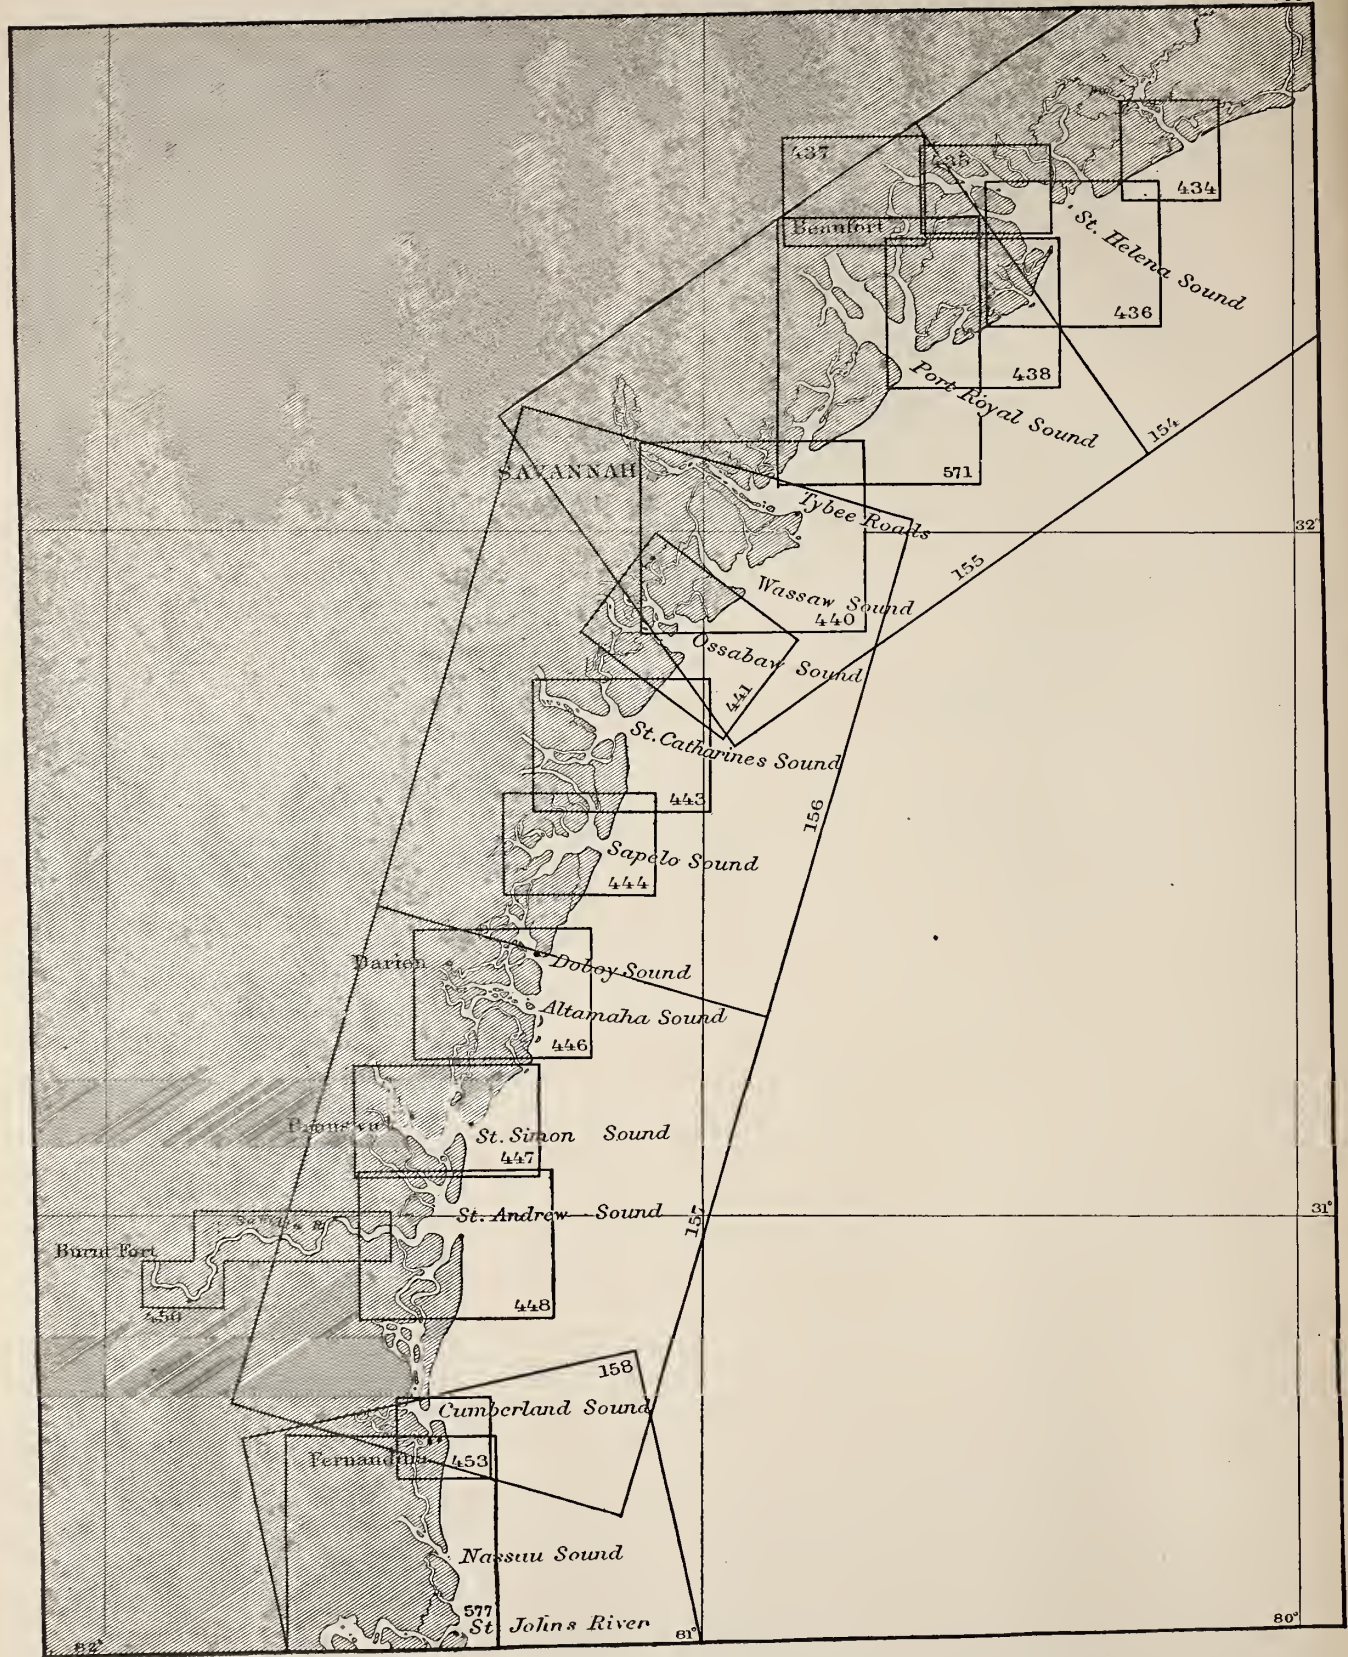 437
435
434
Beaufort
St. Helena Sound
436
438
Port Royal Sound
154
571
SAVANNAH
Tybee Roads
32°
155
Wassaw Sound
440
Ossabaw Sound
441
St. Catharines Sound
443
156
Sapelo Sound
444
Darien
Doboy Sound
Altamaha Sound
446
St. Simon Sound
447
St. Andrew Sound
157
31°
Satilla R
Burnt Fort
448
450
158
Cumberland Sound
Fernandina
453
Nassau Sound
577
St Johns River
82°
81°
80°